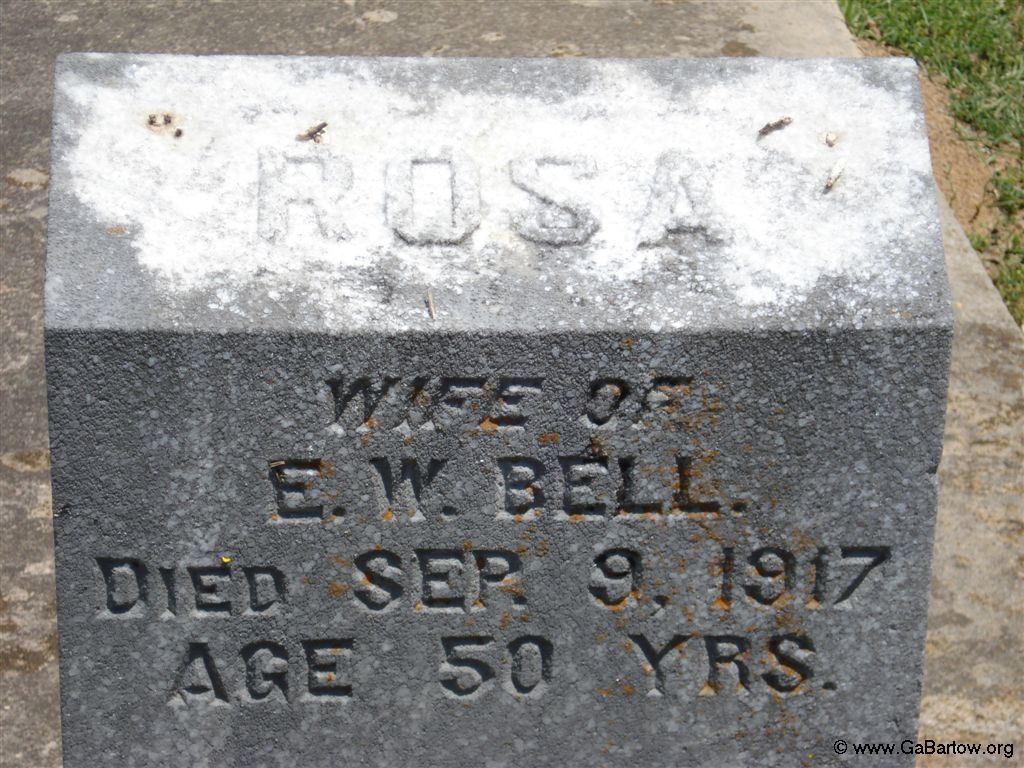 ROSA
WIFE OF
E. W. BELL.
DIED SEP. 9, 1917
AGE 50 YRS.
© www.GaBartow.org